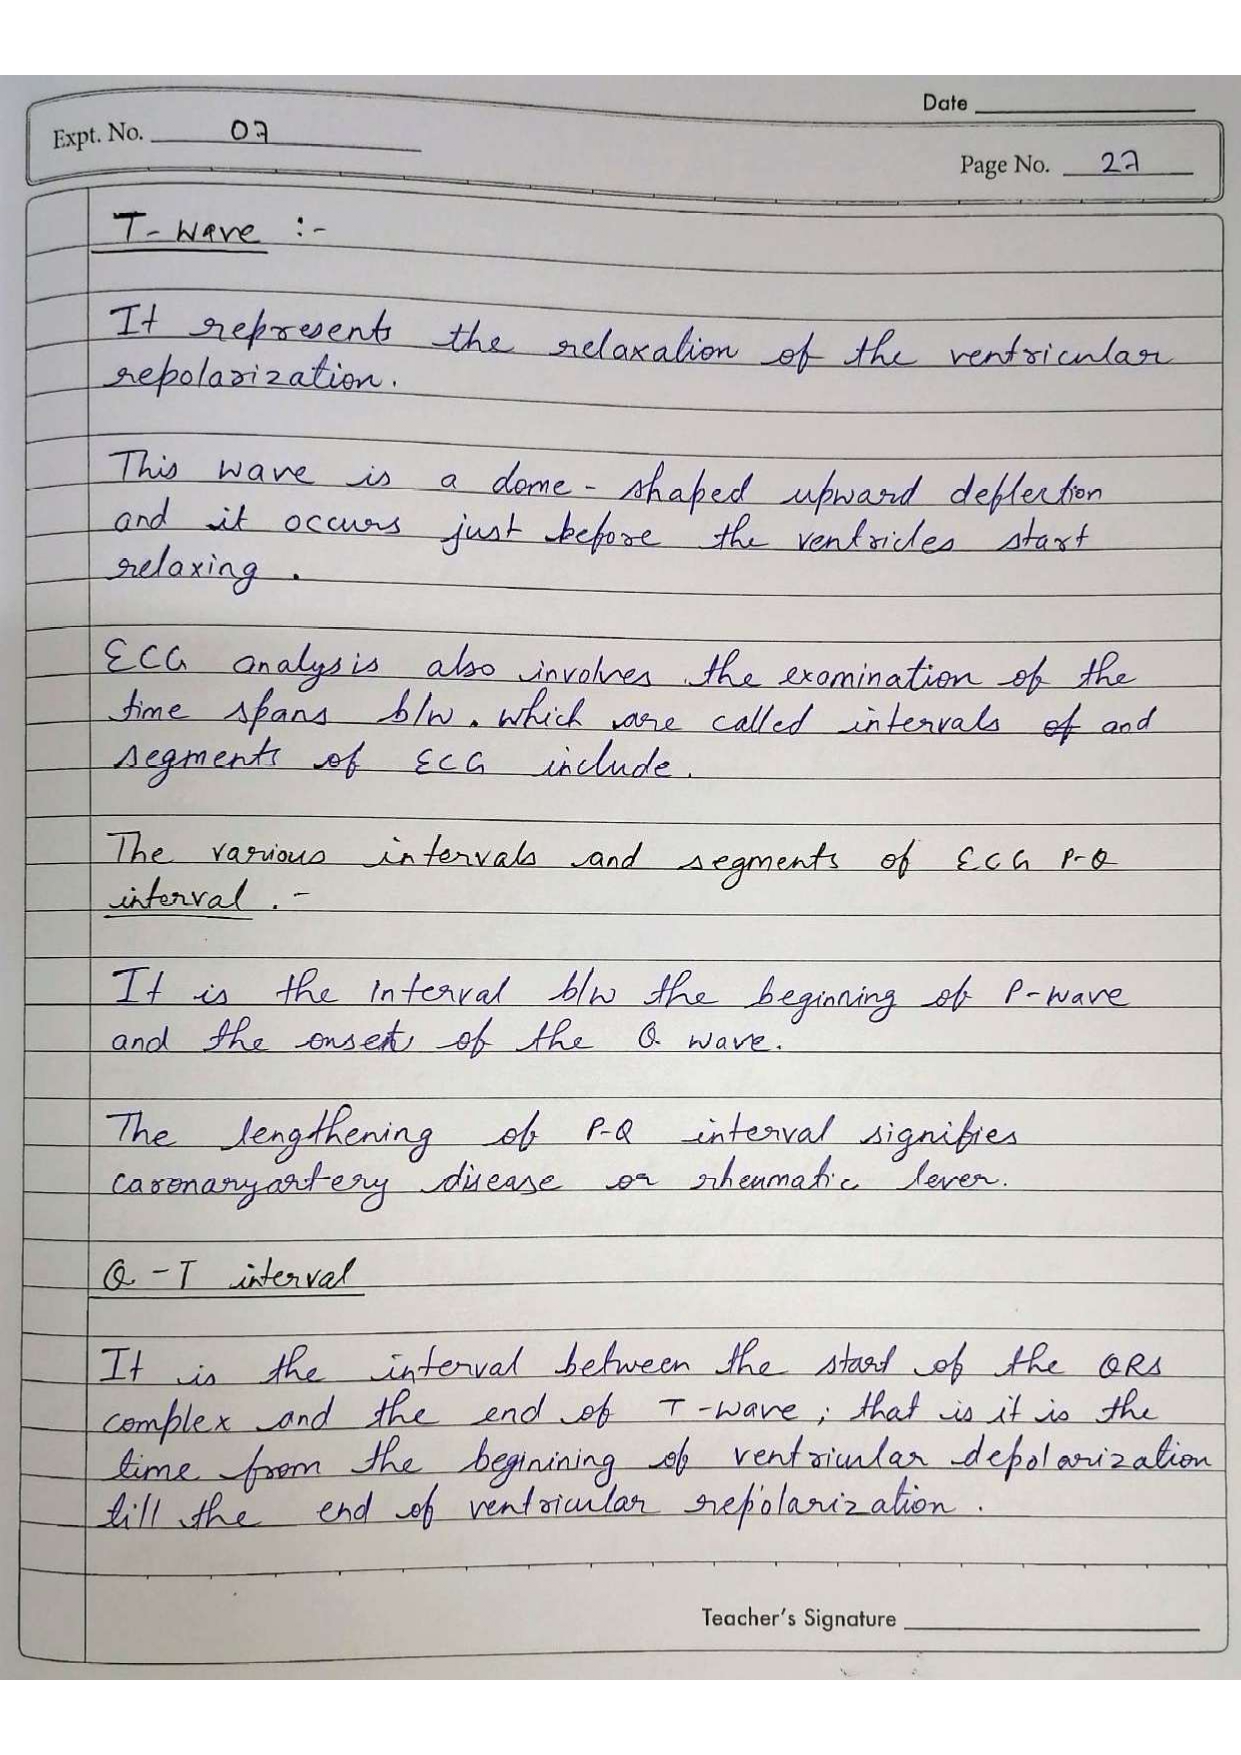 Date
Expt. No. 07
Page No. 27
T-wave :-
It represents the relaxation of the ventricular
repolarization.
This wave is a dome-shaped upward deflection
and it occurs just before the ventricles start
relaxing.
ECG analysis also involves the examination of the
time spans b/w. which are called intervals of and
segments of ECG include.
The various intervals and segments of ECG P-Q
interval.-
It is the interval b/w the beginning of P-wave
and the onset of the Q wave.
The lengthening of P-Q interval signifies
caronaryartery disease or rheumatic lever.
Q-T interval
It is the interval between the start of the QRS
complex and the end of T-wave; that is it is the
time from the beginining of ventricular depolarization
till the end of ventricular repolarization.
Teacher's Signature